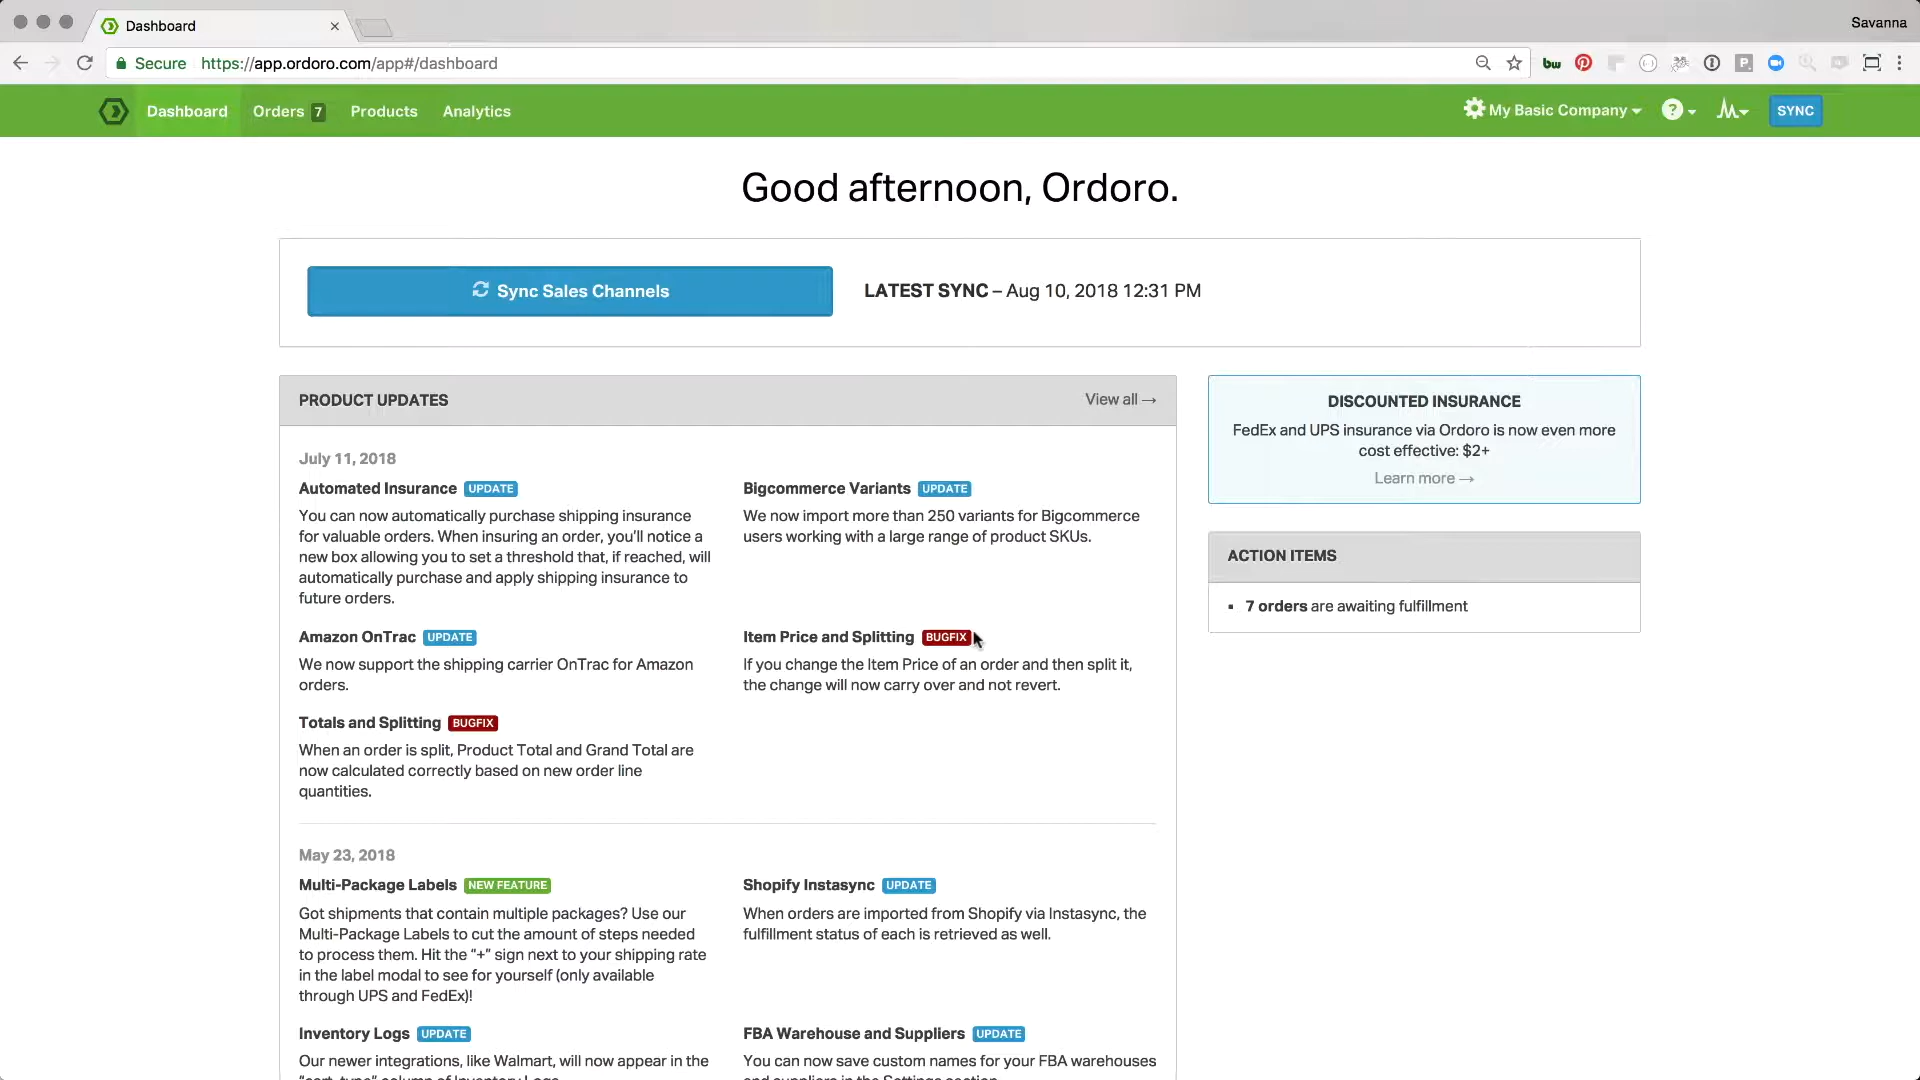 Dashboard
Savanna
Secure https://app.ordoro.com/app#/dashboard
Dashboard Orders 7 Products Analytics
My Basic Company SYNC
Good afternoon, Ordoro.
Sync Sales Channels
LATEST SYNC – Aug 10, 2018 12:31 PM
PRODUCT UPDATES
View all →
July 11, 2018
Automated Insurance UPDATE
You can now automatically purchase shipping insurance
for valuable orders. When insuring an order, you'll notice a
new box allowing you to set a threshold that, if reached, will
automatically purchase and apply shipping insurance to
future orders.
Bigcommerce Variants UPDATE
We now import more than 250 variants for Bigcommerce
users working with a large range of product SKUs.
Amazon OnTrac UPDATE
We now support the shipping carrier OnTrac for Amazon
orders.
Item Price and Splitting BUGFIX
If you change the Item Price of an order and then split it,
the change will now carry over and not revert.
Totals and Splitting BUGFIX
When an order is split, Product Total and Grand Total are
now calculated correctly based on new order line
quantities.
May 23, 2018
Multi-Package Labels NEW FEATURE
Got shipments that contain multiple packages? Use our
Multi-Package Labels to cut the amount of steps needed
to process them. Hit the “+” sign next to your shipping rate
in the label modal to see for yourself (only available
through UPS and FedEx)!
Shopify Instasync UPDATE
When orders are imported from Shopify via Instasync, the
fulfillment status of each is retrieved as well.
Inventory Logs UPDATE
Our newer integrations, like Walmart, will now appear in the
FBA Warehouse and Suppliers UPDATE
You can now save custom names for your FBA warehouses
DISCOUNTED INSURANCE
FedEx and UPS insurance via Ordoro is now even more
cost effective: $2+
Learn more →
ACTION ITEMS
7 orders are awaiting fulfillment